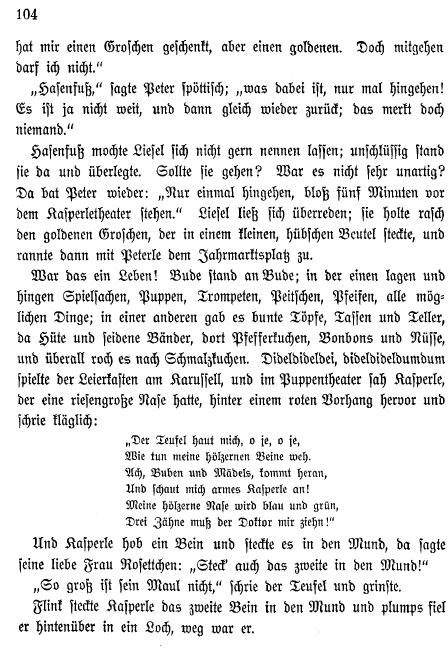 104
hat mir einen Groschen geschenkt, aber einen goldenen. Doch mitgehen
darf ich nicht.“
„Hasenfuß,“ sagte Peter spöttisch; „was dabei ist, nur mal hingehen!
Es ist ja nicht weit, und dann gleich wieder zurück; das merkt doch
niemand.“
Hasenfuß mochte Liesel sich nicht gern nennen lassen; unschlüssig stand
sie da und überlegte. Sollte sie gehen? War es nicht sehr unartig?
Da bat Peter wieder: „Nur einmal hingehen, bloß fünf Minuten vor
dem Kasperletheater stehen.“ Liesel ließ sich überreden; sie holte rasch
den goldenen Groschen, der in einem kleinen, hübschen Beutel steckte, und
rannte dann mit Peterle dem Jahrmarktsplatz zu.
War das ein Leben! Bude stand an Bude; in der einen lagen und
hingen Spielsachen, Puppen, Trompeten, Peitschen, Pfeifen, alle mög-
lichen Dinge; in einer anderen gab es bunte Töpfe, Tassen und Teller,
da Hüte und seidene Bänder, dort Pfefferkuchen, Bonbons und Nüsse,
und überall roch es nach Schmalzkuchen. Dideldideldei, dideldideldumdum
spielte der Leierkasten am Karussell, und im Puppentheater sah Kasperle,
der eine riesengroße Nase hatte, hinter einem roten Vorhang hervor und
schrie kläglich:
„Der Teufel haut mich, o je, o je,
Wie tun meine hölzernen Beine weh.
Ach, Buben und Mädels, kommt heran,
Und schaut mich armes Kasperle an!
Meine hölzerne Nase wird blau und grün,
Drei Zähne muß der Doktor mir ziehn!“
Und Kasperle hob ein Bein und steckte es in den Mund, da sagte
seine liebe Frau Rosettchen: „Steck' auch das zweite in den Mund!“
„So groß ist sein Maul nicht,“ schrie der Teufel und grinste.
Flink steckte Kasperle das zweite Bein in den Mund und plumps fiel
er hintenüber in ein Loch, weg war er.